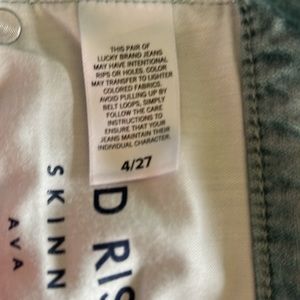 THIS PAIR OF
LUCKY BRAND JEANS
MAY HAVE INTENTIONAL
RIPS OR HOLES. COLOR
MAY TRANSFER TO LIGHTER
COLORED FABRICS.
AVOID PULLING UP BY
BELT LOOPS, SIMPLY
FOLLOW THE CARE
INSTRUCTIONS TO
ENSURE THAT YOUR
JEANS MAINTAIN THEIR
INDIVIDUAL CHARACTER.
4/27
D RIS
SKINN
AVA